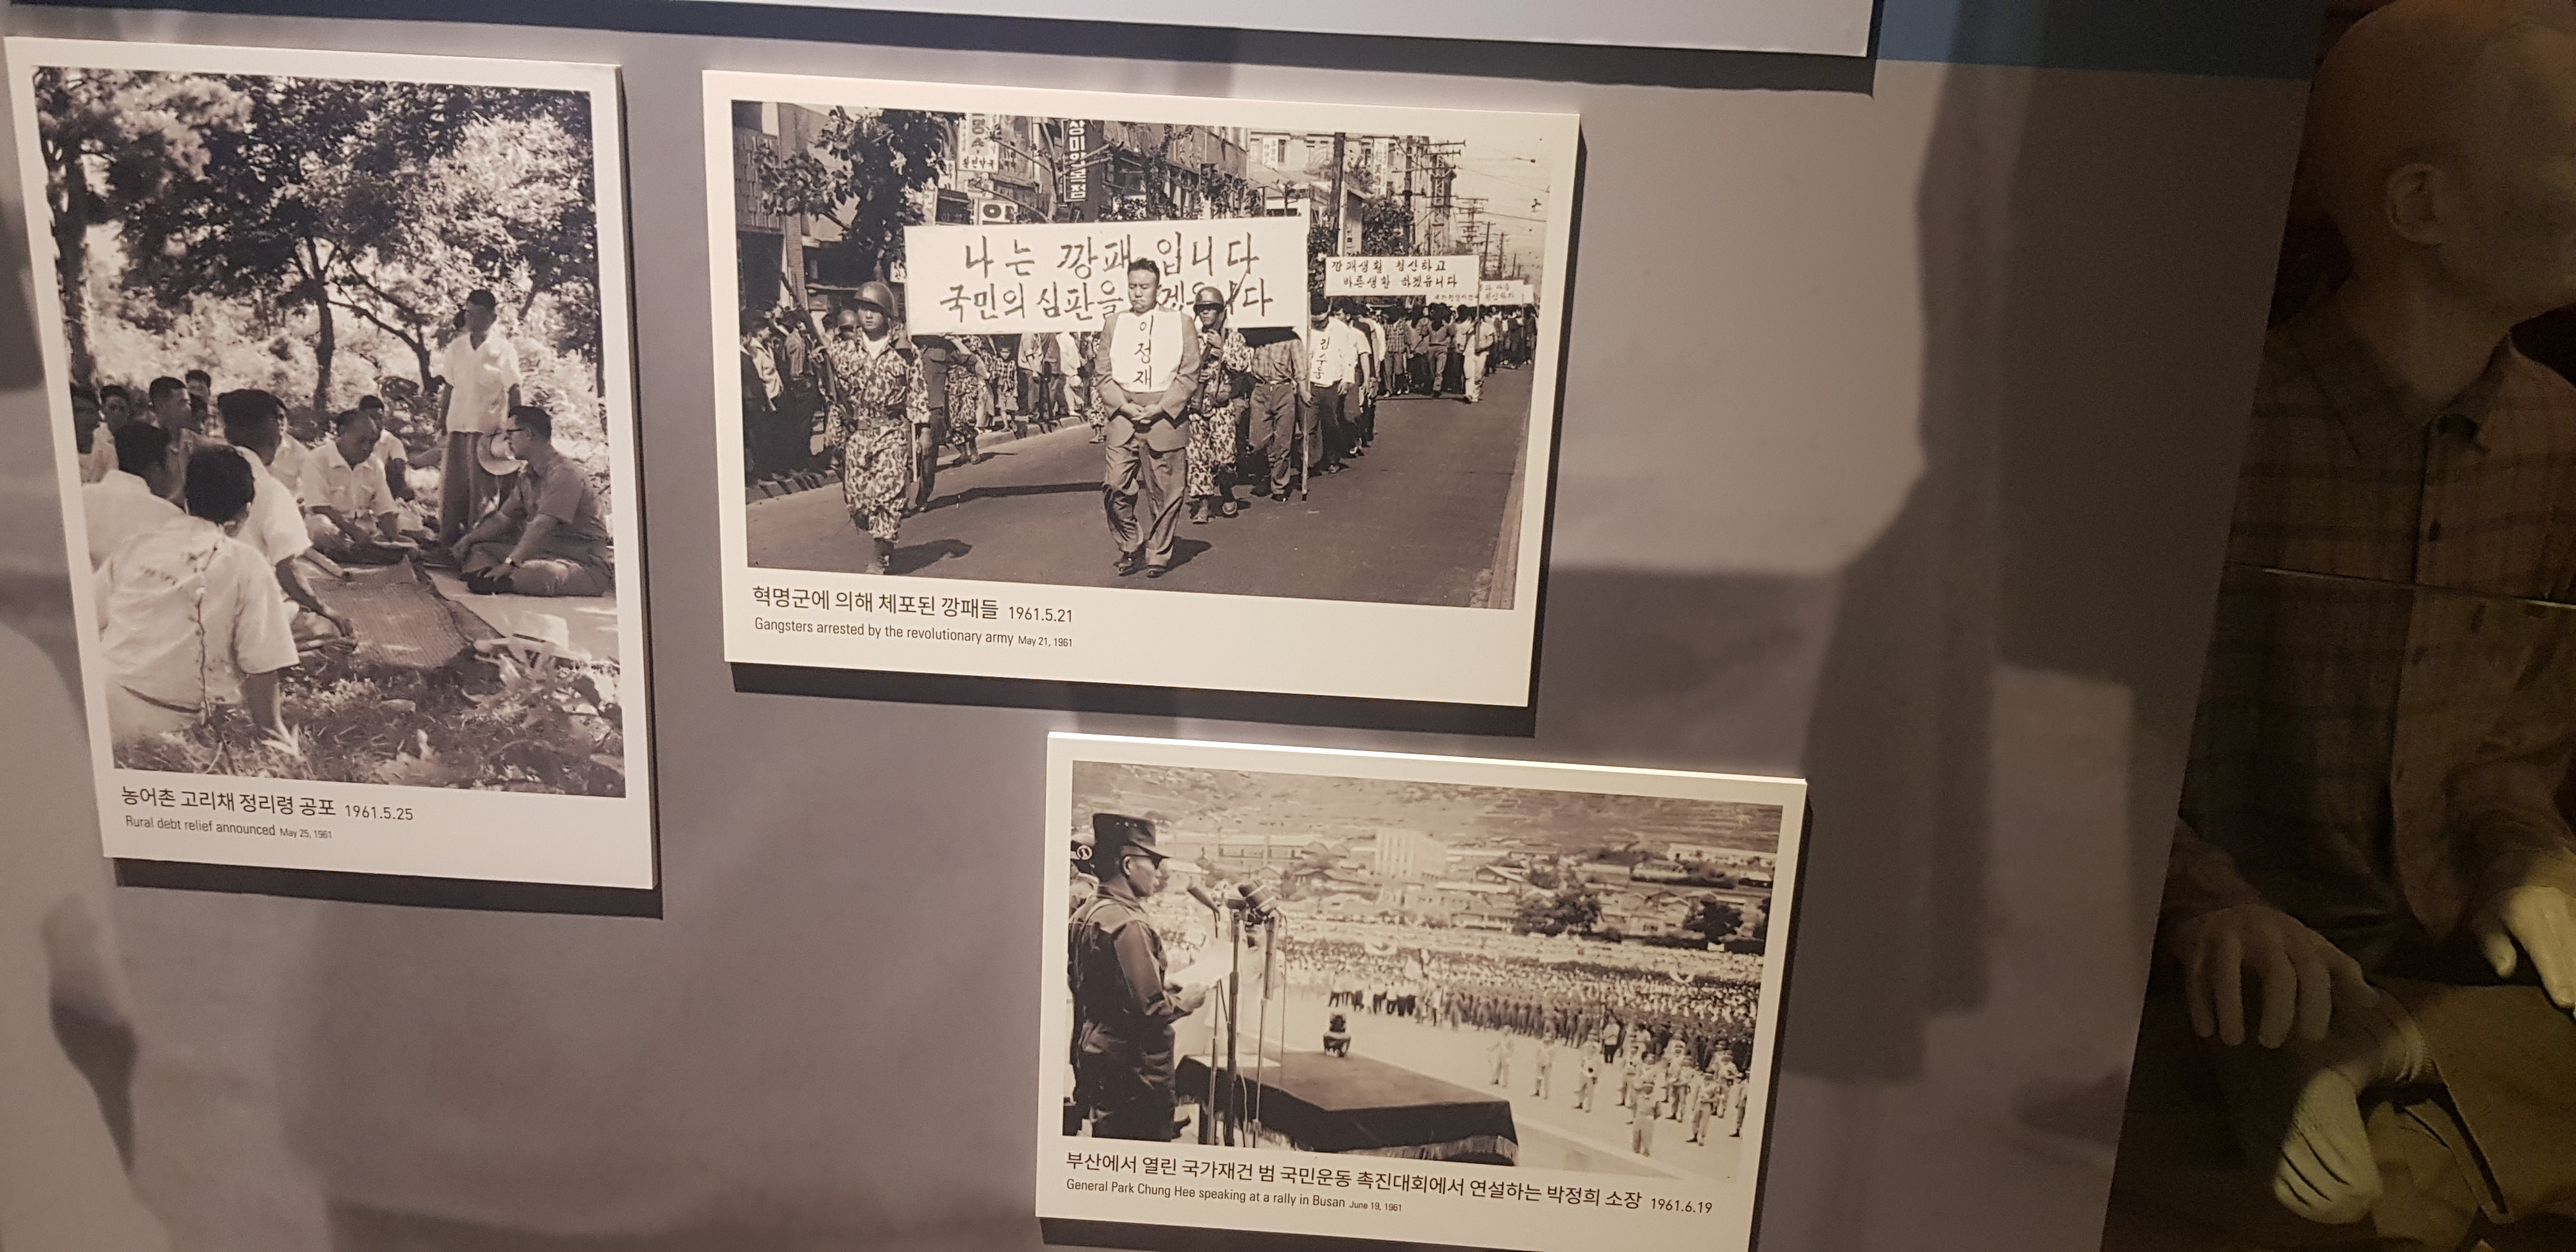 나는 깡패 입니다
국민의 심판을
이정재
깡패생활 청산하고
바른생활 하겠읍니다
농어촌 고리채 정리령 공포 1961.5.25
Rural debt relief announced May 25, 1961
혁명군에 의해 체포된 깡패들 1961.5.21
Gangsters arrested by the revolutionary army May 21, 1961
부산에서 열린 국가재건 범 국민운동 촉진대회에서 연설하는 박정희 소장 1961.6.19
General Park Chung Hee speaking at a rally in Busan June 19, 1961